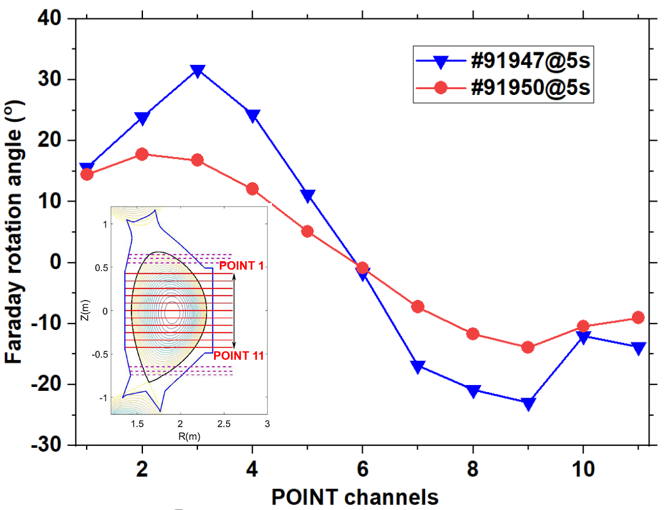 40
30
20
10
0
-10
-20
-30
Faraday rotation angle (°)
#91947@5s
#91950@5s
1
0.5
0
-0.5
-1
Z(m)
POINT 1
POINT 11
1.5 2 2.5 3
R(m)
2 4 6 8 10
POINT channels